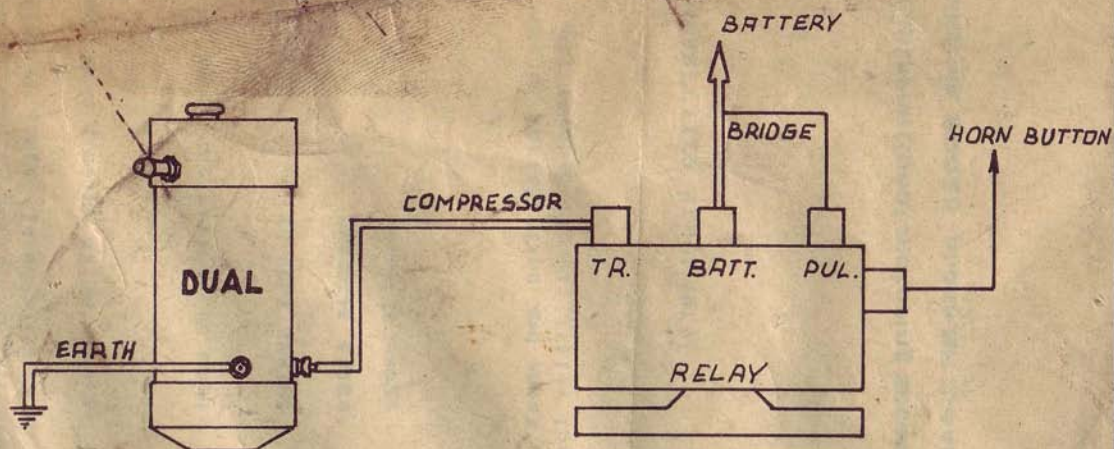 BATTERY
BRIDGE
HORN BUTTON
COMPRESSOR
TR. BATT. PUL.
DUAL
EARTH
RELAY